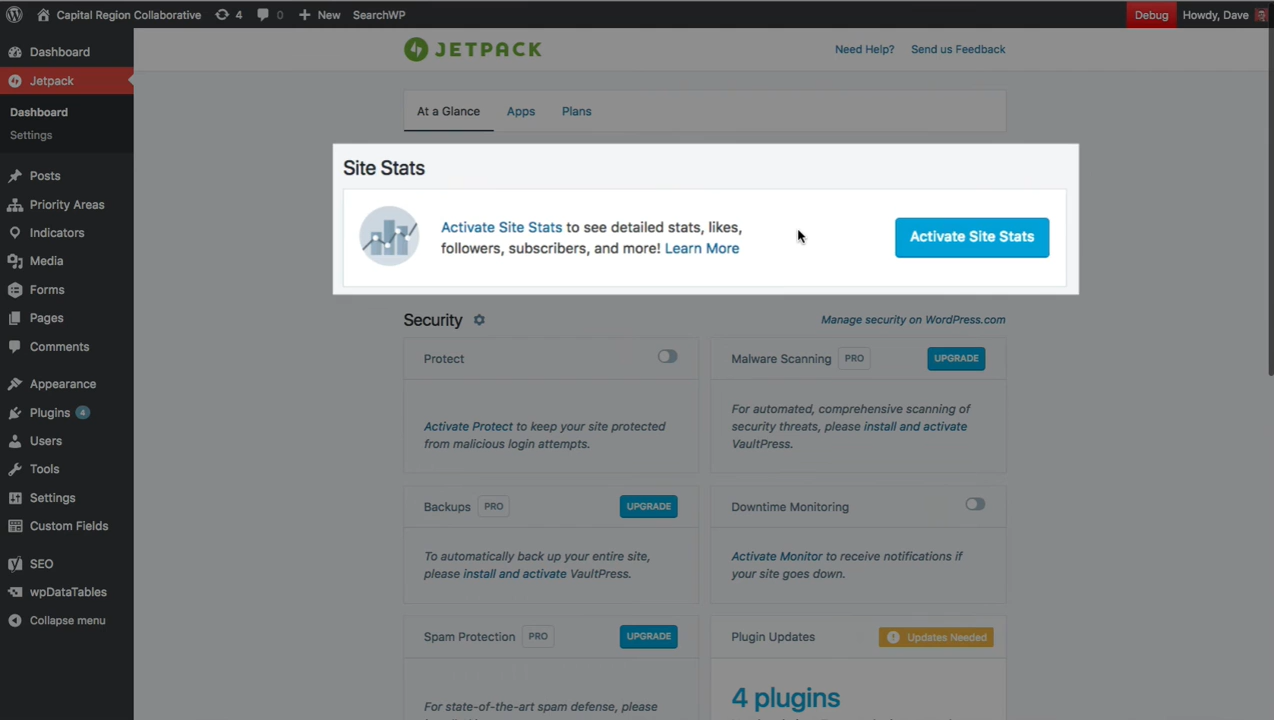 Capital Region Collaborative 4 0 New SearchWP Debug Howdy, Dave
Dashboard
Jetpack
Dashboard
Settings
Posts
Priority Areas
Indicators
Media
Forms
Pages
Comments
Appearance
Plugins 4
Users
Tools
Settings
Custom Fields
SEO
wpDataTables
Collapse menu
JETPACK
Need Help? Send us Feedback
At a Glance Apps Plans
Site Stats
Activate Site Stats to see detailed stats, likes,
followers, subscribers, and more! Learn More
Activate Site Stats
Security
Manage security on WordPress.com
Protect
Activate Protect to keep your site protected
from malicious login attempts.
Malware Scanning PRO UPGRADE
For automated, comprehensive scanning of
security threats, please install and activate
VaultPress.
Backups PRO UPGRADE
To automatically back up your entire site,
please install and activate VaultPress.
Downtime Monitoring
Activate Monitor to receive notifications if
your site goes down.
Spam Protection PRO UPGRADE
For state-of-the-art spam defense, please
Plugin Updates Updates Needed
4 plugins